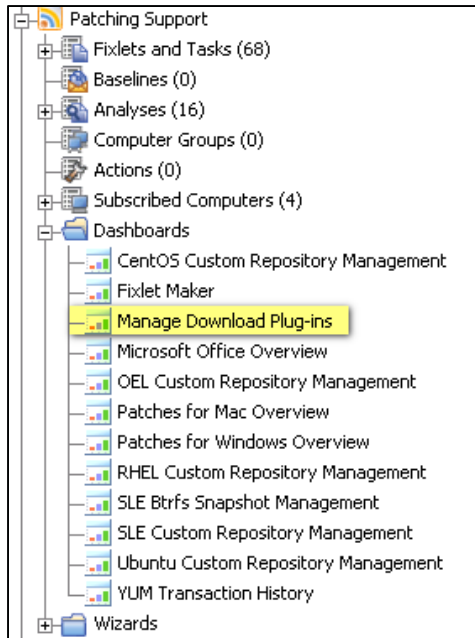 Patching Support
Fixlets and Tasks (68)
Baselines (0)
Analyses (16)
Computer Groups (0)
Actions (0)
Subscribed Computers (4)
Dashboards
CentOS Custom Repository Management
Fixlet Maker
Manage Download Plug-ins
Microsoft Office Overview
OEL Custom Repository Management
Patches for Mac Overview
Patches for Windows Overview
RHEL Custom Repository Management
SLE Btrfs Snapshot Management
SLE Custom Repository Management
Ubuntu Custom Repository Management
YUM Transaction History
Wizards